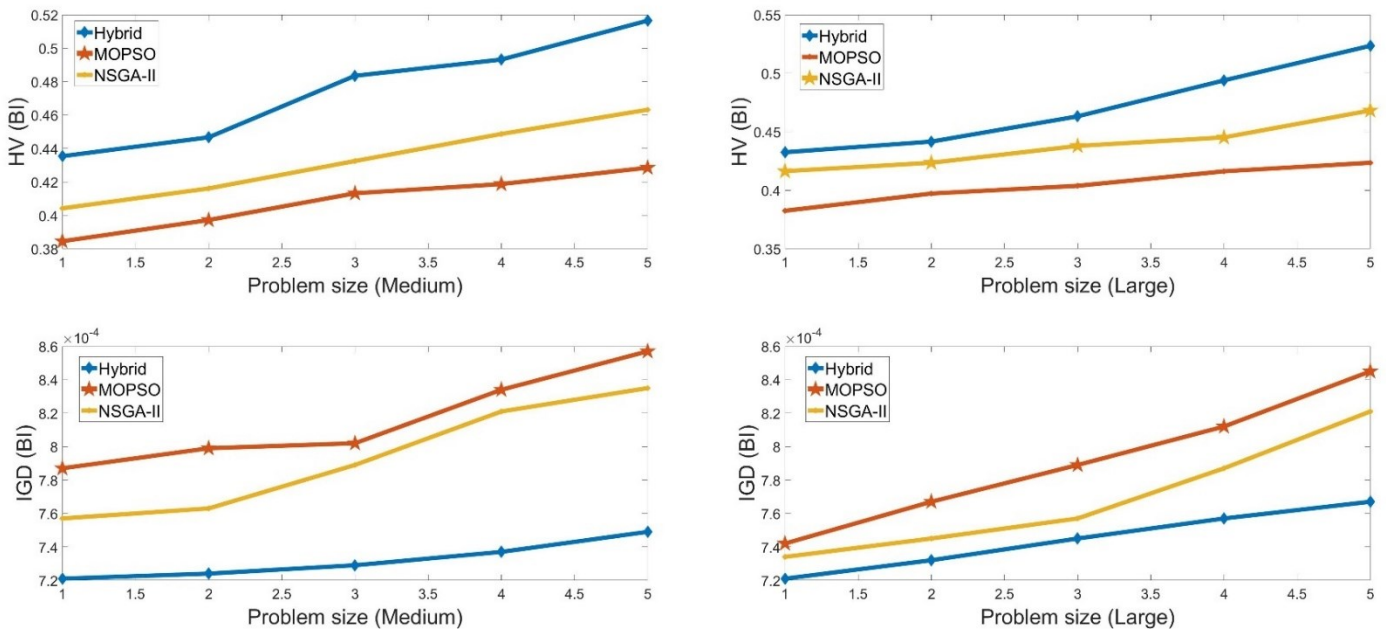 0.52
0.5
0.48
0.46
0.44
0.42
0.4
0.38
HV (BI)
Hybrid
MOPSO
NSGA-II
1 1.5 2 2.5 3 3.5 4 4.5 5
Problem size (Medium)
0.55
0.5
0.45
0.4
0.35
HV (BI)
Hybrid
MOPSO
NSGA-II
1 1.5 2 2.5 3 3.5 4 4.5 5
Problem size (Large)
× 10⁻⁴
8.6
8.4
8.2
8
7.8
7.6
7.4
7.2
IGD (BI)
Hybrid
MOPSO
NSGA-II
1 1.5 2 2.5 3 3.5 4 4.5 5
Problem size (Medium)
× 10⁻⁴
8.6
8.4
8.2
8
7.8
7.6
7.4
7.2
IGD (BI)
Hybrid
MOPSO
NSGA-II
1 1.5 2 2.5 3 3.5 4 4.5 5
Problem size (Large)